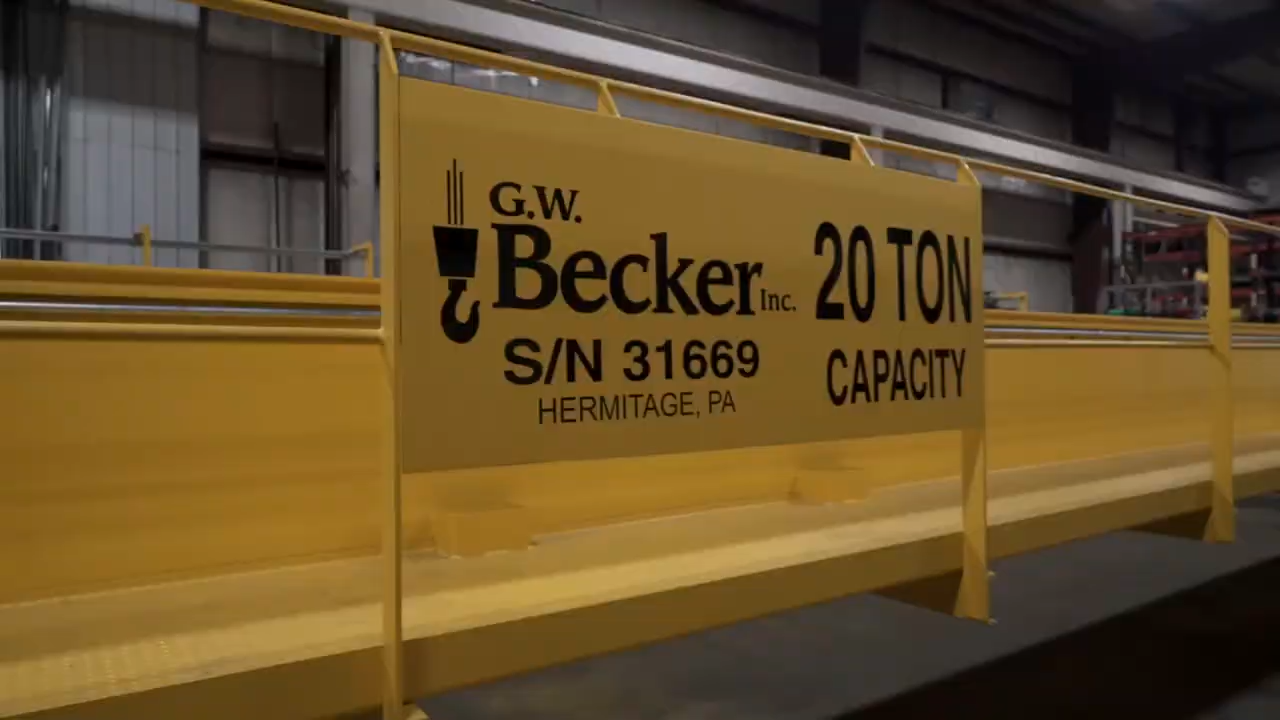 G.W.
Becker Inc.
S/N 31669
HERMITAGE, PA
20 TON
CAPACITY